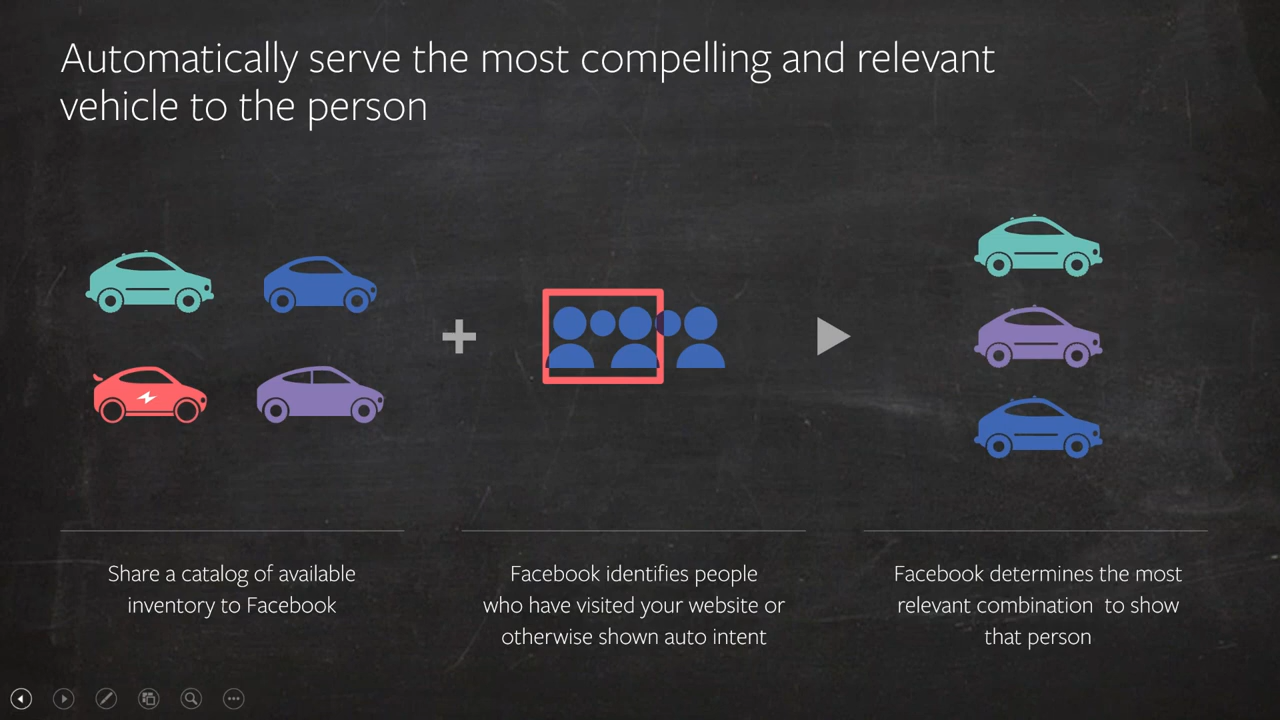 Automatically serve the most compelling and relevant
vehicle to the person
Share a catalog of available
inventory to Facebook
Facebook identifies people
who have visited your website or
otherwise shown auto intent
Facebook determines the most
relevant combination to show
that person